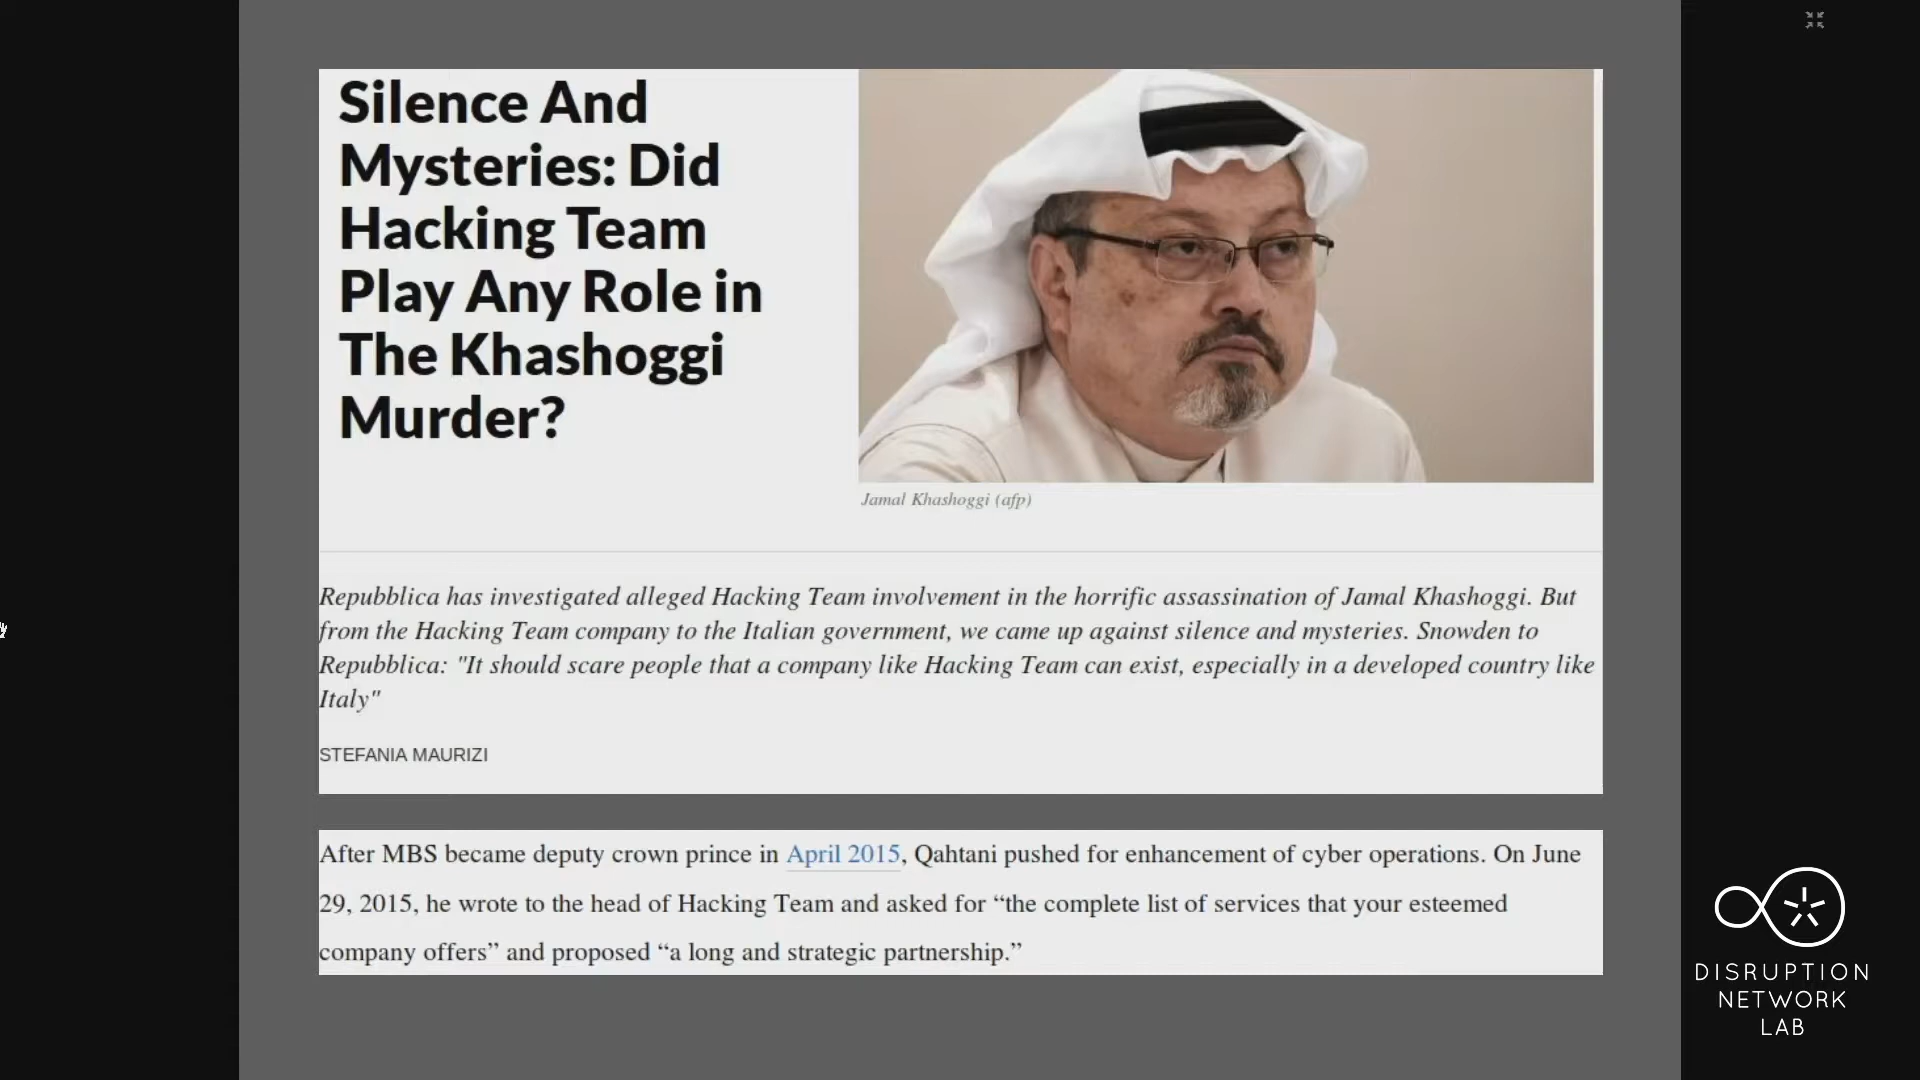 Silence And
Mysteries: Did
Hacking Team
Play Any Role in
The Khashoggi
Murder?
Jamal Khashoggi (afp)
Repubblica has investigated alleged Hacking Team involvement in the horrific assassination of Jamal Khashoggi. But
from the Hacking Team company to the Italian government, we came up against silence and mysteries. Snowden to
Repubblica: "It should scare people that a company like Hacking Team can exist, especially in a developed country like
Italy"
STEFANIA MAURIZI
After MBS became deputy crown prince in April 2015, Qahtani pushed for enhancement of cyber operations. On June
29, 2015, he wrote to the head of Hacking Team and asked for “the complete list of services that your esteemed
company offers” and proposed “a long and strategic partnership.”
DISRUPTION
NETWORK
LAB